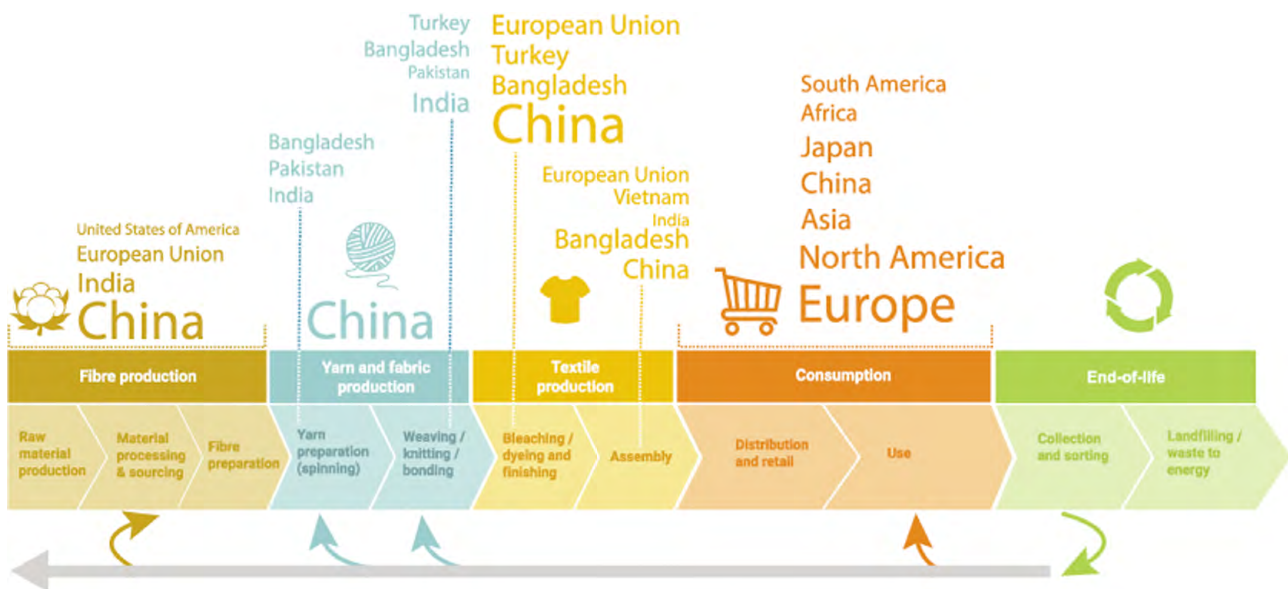 Turkey
Bangladesh
Pakistan
India
European Union
Turkey
Bangladesh
China
Bangladesh
Pakistan
India
European Union
Vietnam
India
Bangladesh
China
South America
Africa
Japan
China
Asia
North America
Europe
United States of America
European Union
India
China
China
Fibre production
Yarn and fabric
production
Textile
production
Consumption
End-of-life
Raw
material
production
Material
processing
& sourcing
Fibre
preparation
Yarn
preparation
(spinning)
Weaving /
knitting /
bonding
Bleaching /
dyeing and
finishing
Assembly
Distribution
and retail
Use
Collection
and sorting
Landfilling /
waste to
energy